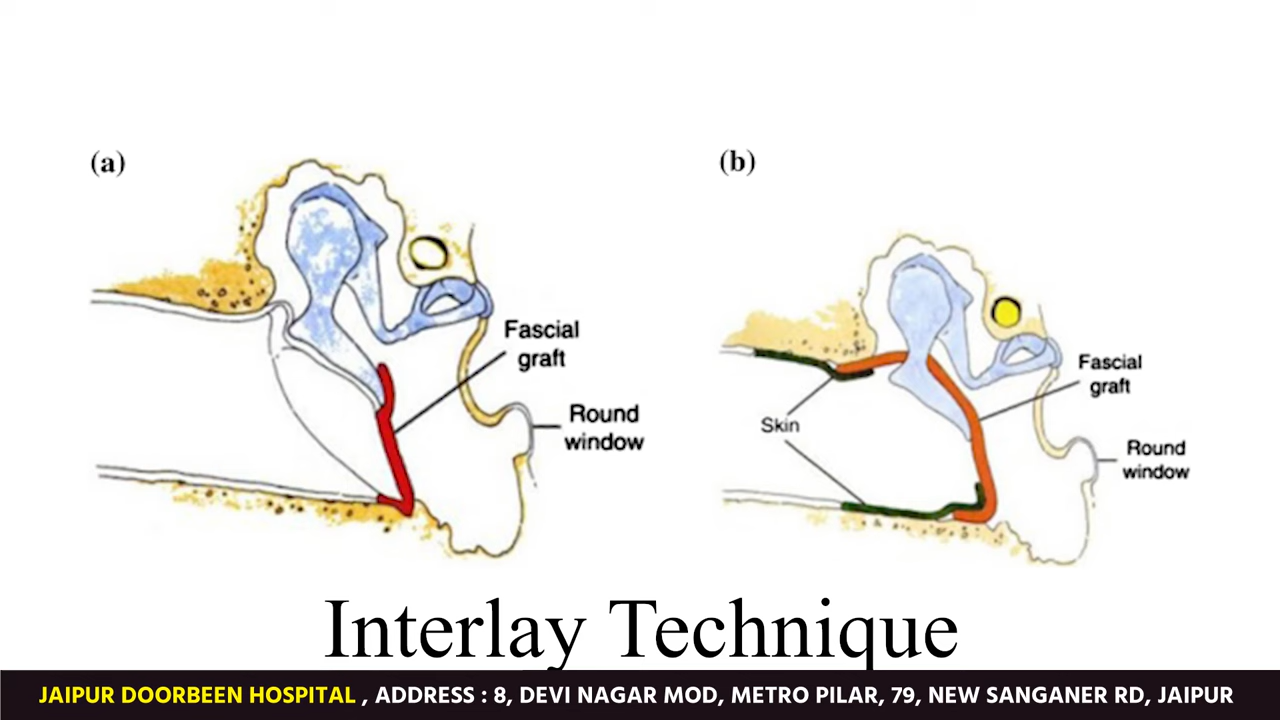 (a)
Fascial
graft
Round
window
(b)
Fascial
graft
Skin
Round
window
Interlay Technique
JAIPUR DOORBEEN HOSPITAL , ADDRESS : 8, DEVI NAGAR MOD, METRO PILAR, 79, NEW SANGANER RD, JAIPUR